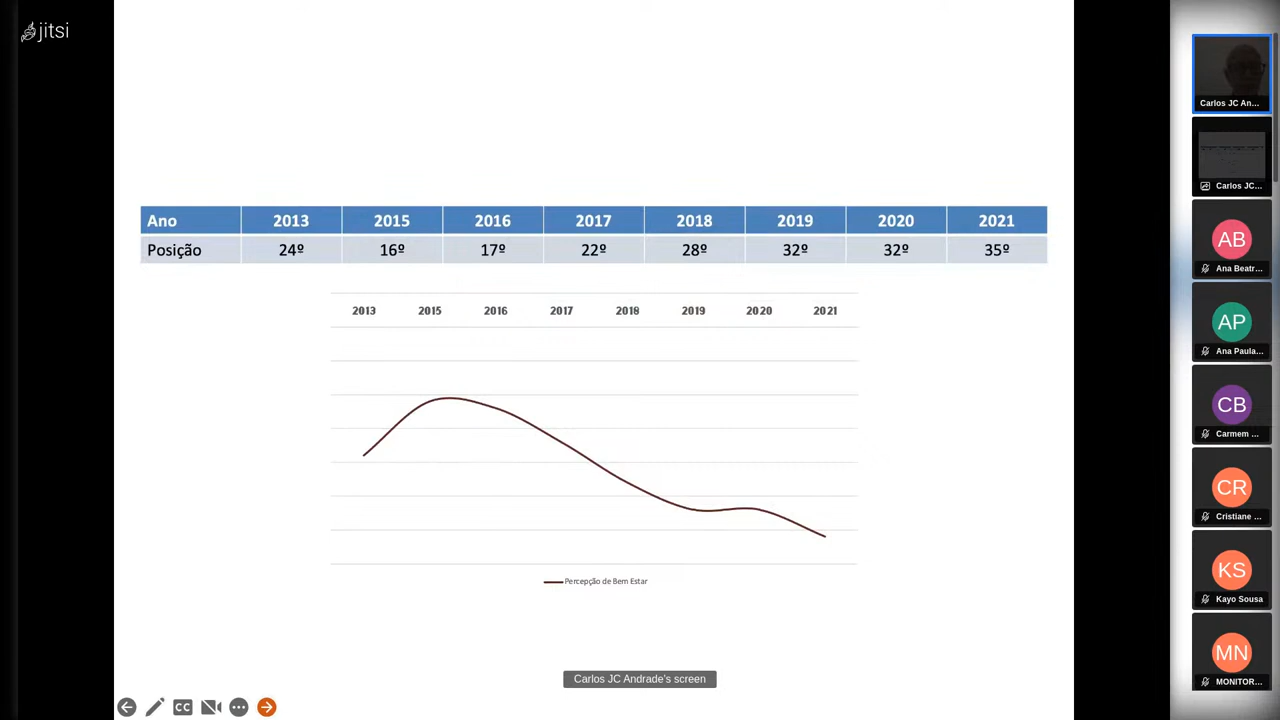 jitsi
Ano 2013 2015 2016 2017 2018 2019 2020 2021
Posição 24º 16º 17º 22º 28º 32º 32º 35º
2013 2015 2016 2017 2018 2019 2020 2021
Percepção de Bem Estar
Carlos JC Andrade's screen
CC
Carlos JC An...
Carlos JC...
AB
Ana Beatr...
AP
Ana Paula...
CB
Carmem ...
CR
Cristiane ...
KS
Kayo Sousa
MN
MONITOR...